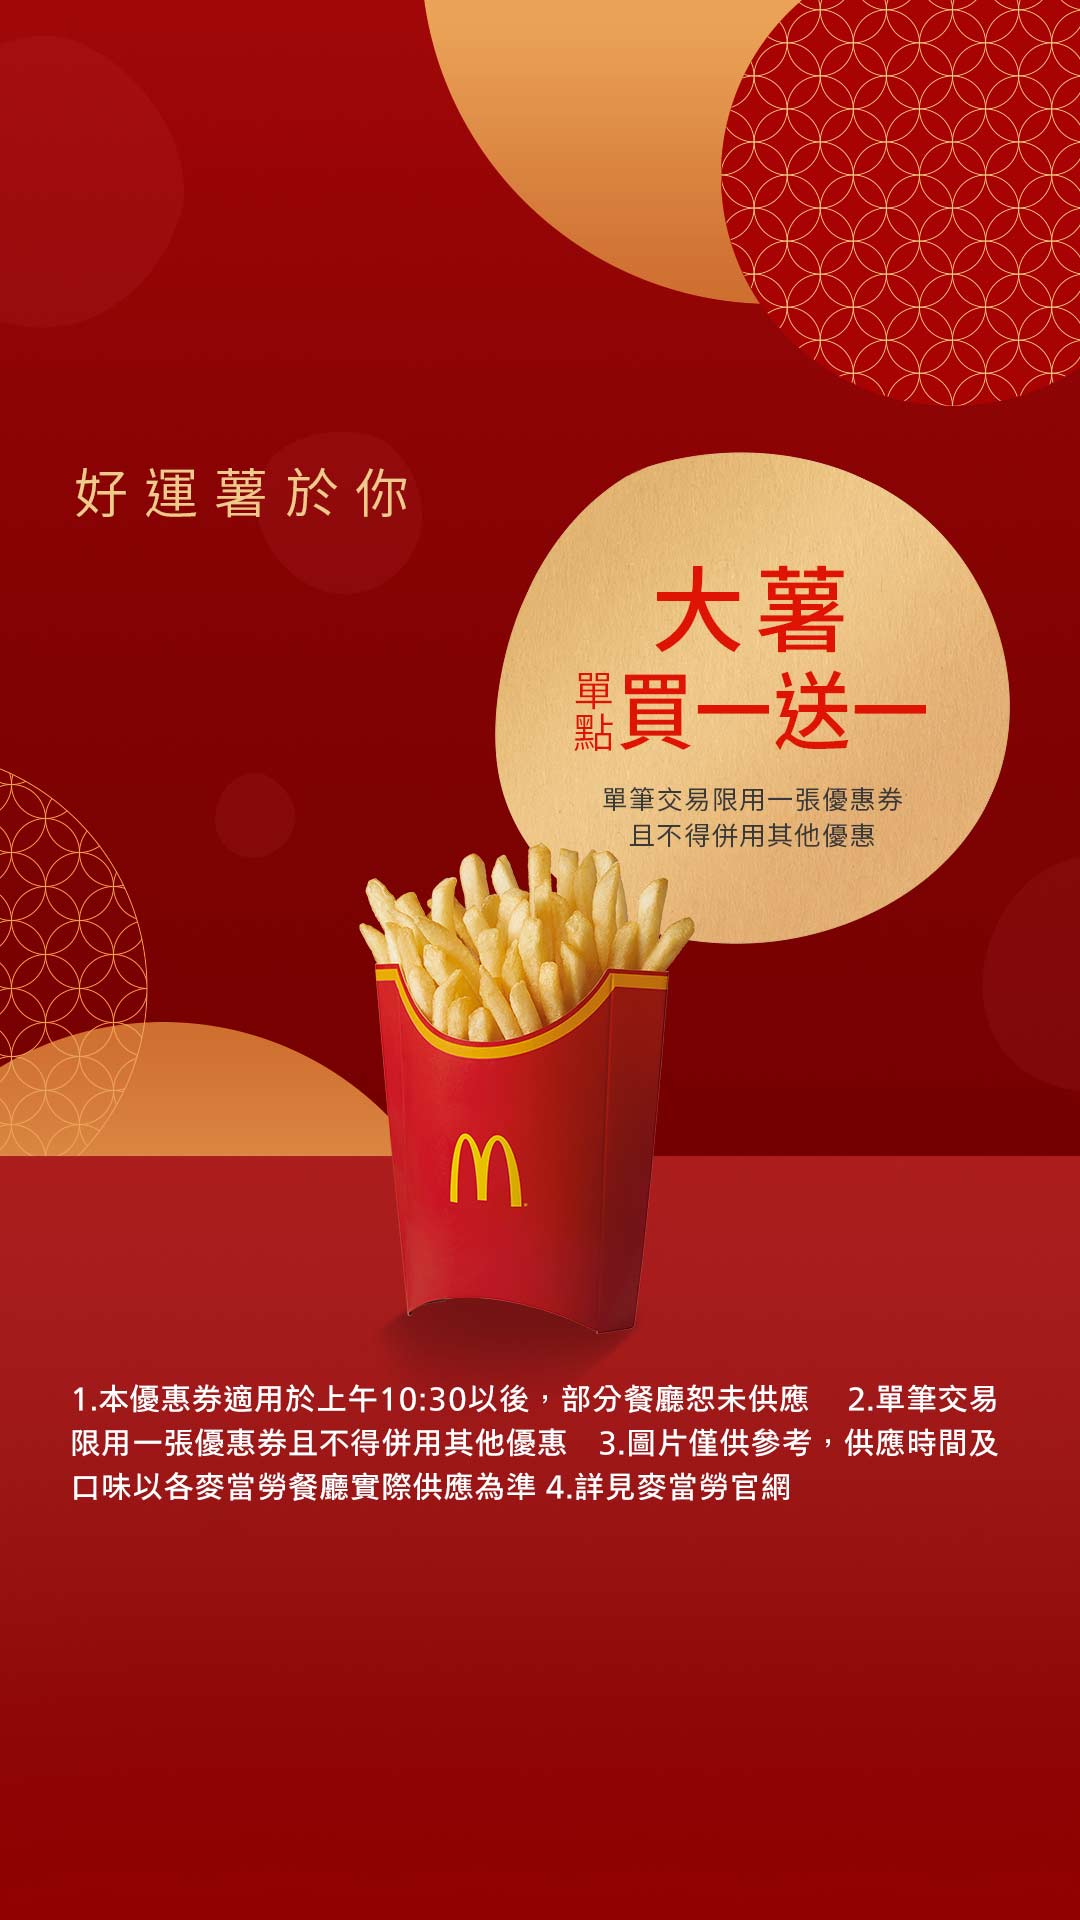 好運薯於你
大薯
單點買一送一
單筆交易限用一張優惠券
且不得併用其他優惠
1.本優惠券適用於上午10:30以後，部分餐廳恕未供應　2.單筆交易
限用一張優惠券且不得併用其他優惠　3.圖片僅供參考，供應時間及
口味以各麥當勞餐廳實際供應為準 4.詳見麥當勞官網